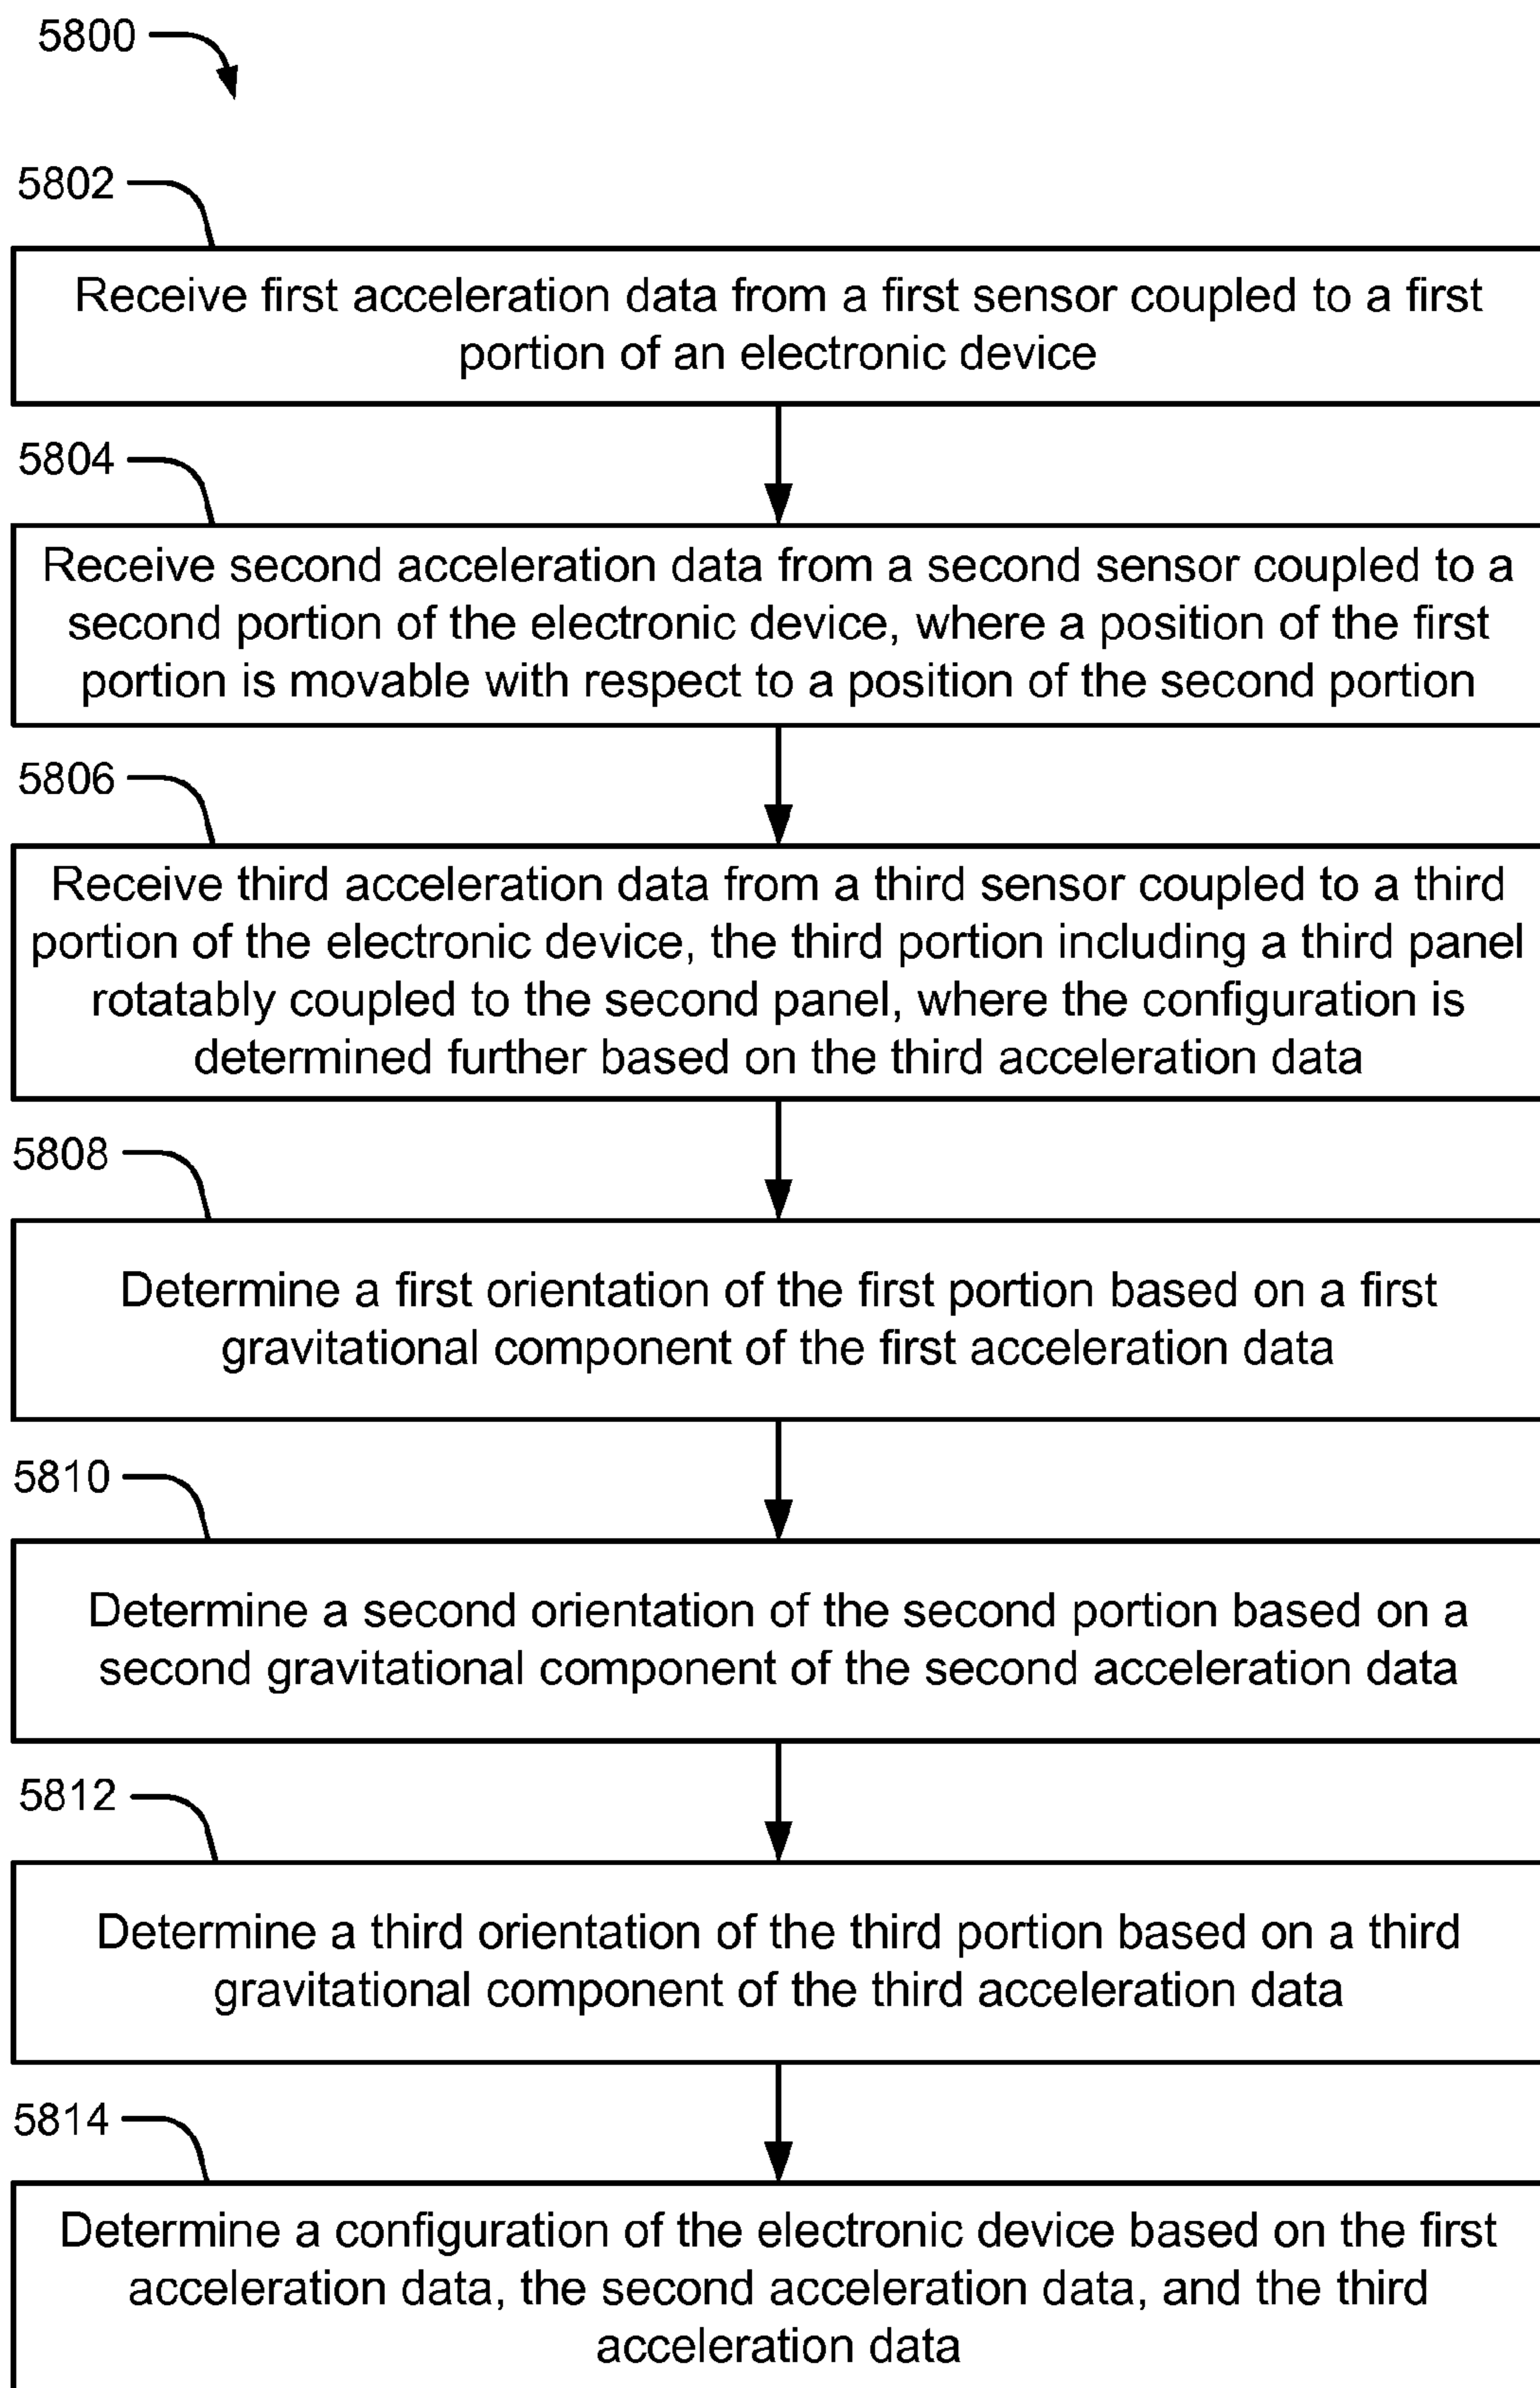 5800
5802
Receive first acceleration data from a first sensor coupled to a first
portion of an electronic device
5804
Receive second acceleration data from a second sensor coupled to a
second portion of the electronic device, where a position of the first
portion is movable with respect to a position of the second portion
5806
Receive third acceleration data from a third sensor coupled to a third
portion of the electronic device, the third portion including a third panel
rotatably coupled to the second panel, where the configuration is
determined further based on the third acceleration data
5808
Determine a first orientation of the first portion based on a first
gravitational component of the first acceleration data
5810
Determine a second orientation of the second portion based on a
second gravitational component of the second acceleration data
5812
Determine a third orientation of the third portion based on a third
gravitational component of the third acceleration data
5814
Determine a configuration of the electronic device based on the first
acceleration data, the second acceleration data, and the third
acceleration data